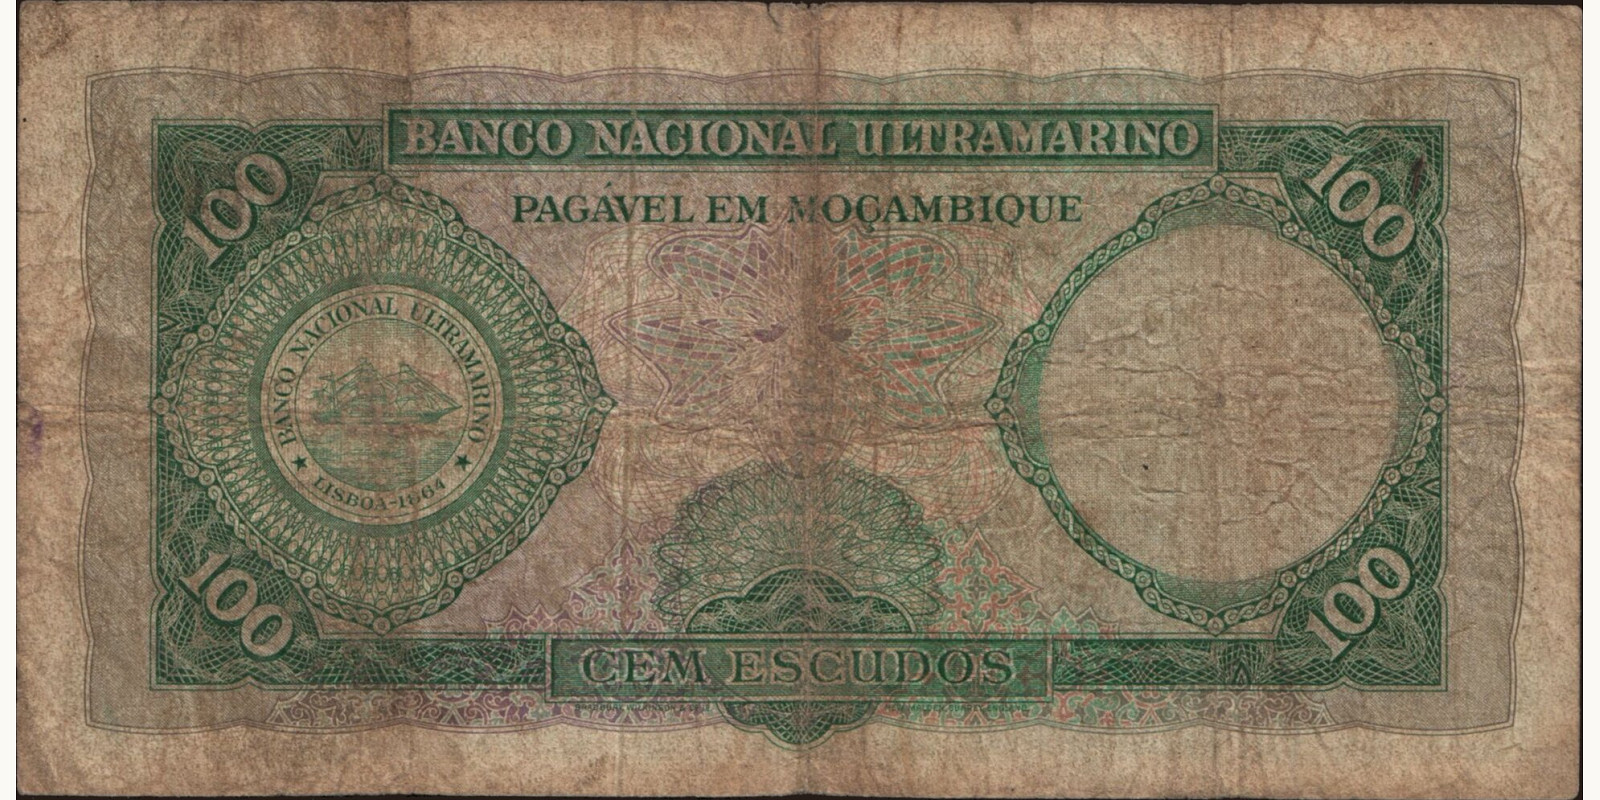 BANCO NACIONAL ULTRAMARINO
PAGÁVEL EM MOÇAMBIQUE
100
100
BANCO NACIONAL ULTRAMARINO
★ LISBOA-1864 ★
100
100
CEM ESCUDOS